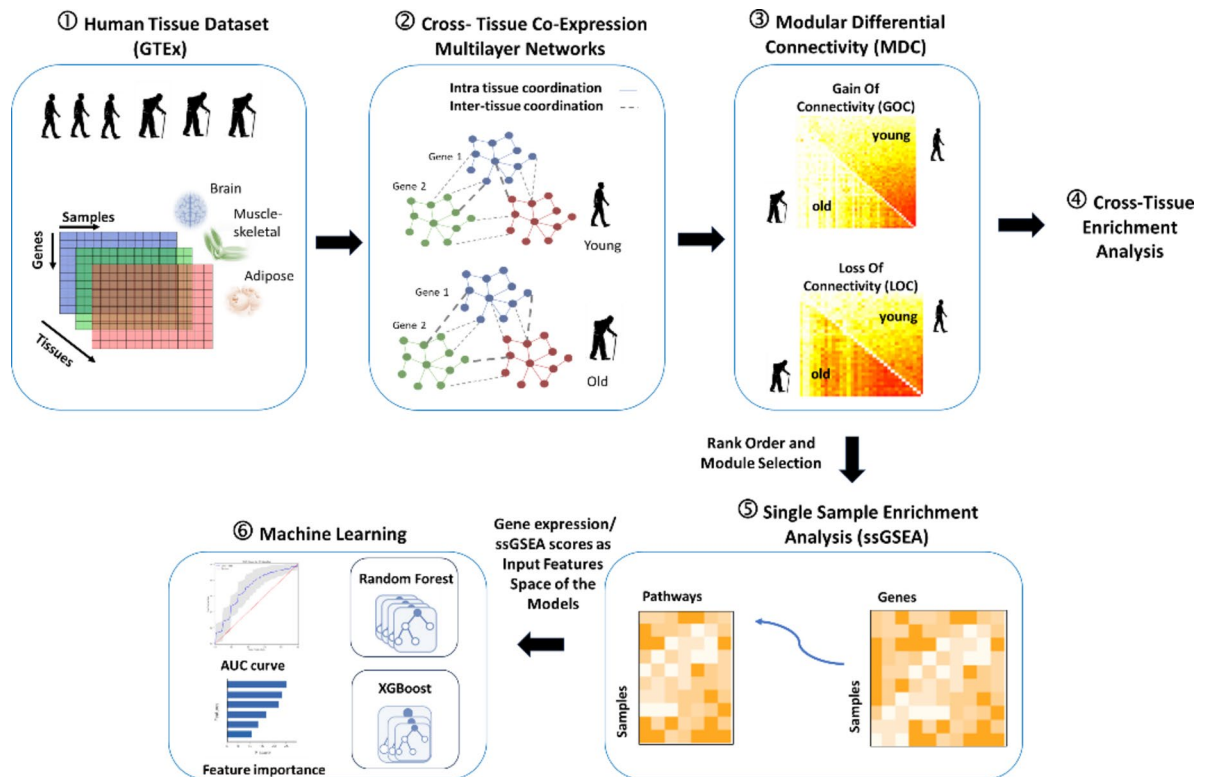 ① Human Tissue Dataset
(GTEx)
Brain
Muscle-
skeletal
Adipose
Samples
Genes
Tissues
② Cross- Tissue Co-Expression
Multilayer Networks
Intra tissue coordination
Inter-tissue coordination
Gene 1
Gene 2
Young
Gene 1
Gene 2
Old
③ Modular Differential
Connectivity (MDC)
Gain Of
Connectivity (GOC)
young
old
Loss Of
Connectivity (LOC)
young
old
④ Cross-Tissue
Enrichment
Analysis
Rank Order and
Module Selection
⑤ Single Sample Enrichment
Analysis (ssGSEA)
Pathways
Genes
Samples
Samples
Gene expression/
ssGSEA scores as
Input Features
Space of the
Models
⑥ Machine Learning
Random Forest
AUC curve
XGBoost
Features
Feature importance